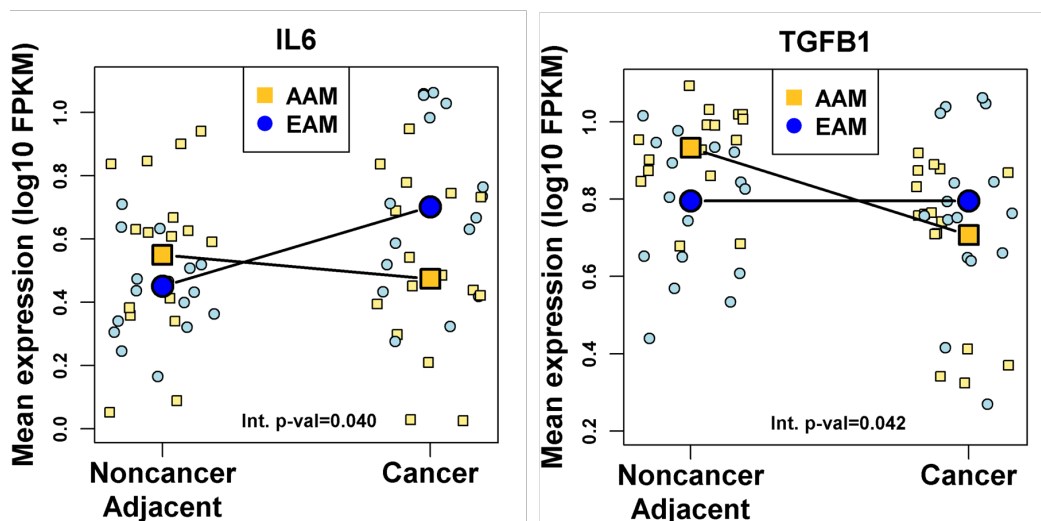 IL6
Mean expression (log10 FPKM)
1.0
0.8
0.6
0.4
0.2
0.0
AAM
EAM
Int. p-val=0.040
Noncancer
Adjacent
Cancer
TGFB1
Mean expression (log10 FPKM)
1.0
0.8
0.6
0.4
0.2
AAM
EAM
Int. p-val=0.042
Noncancer
Adjacent
Cancer